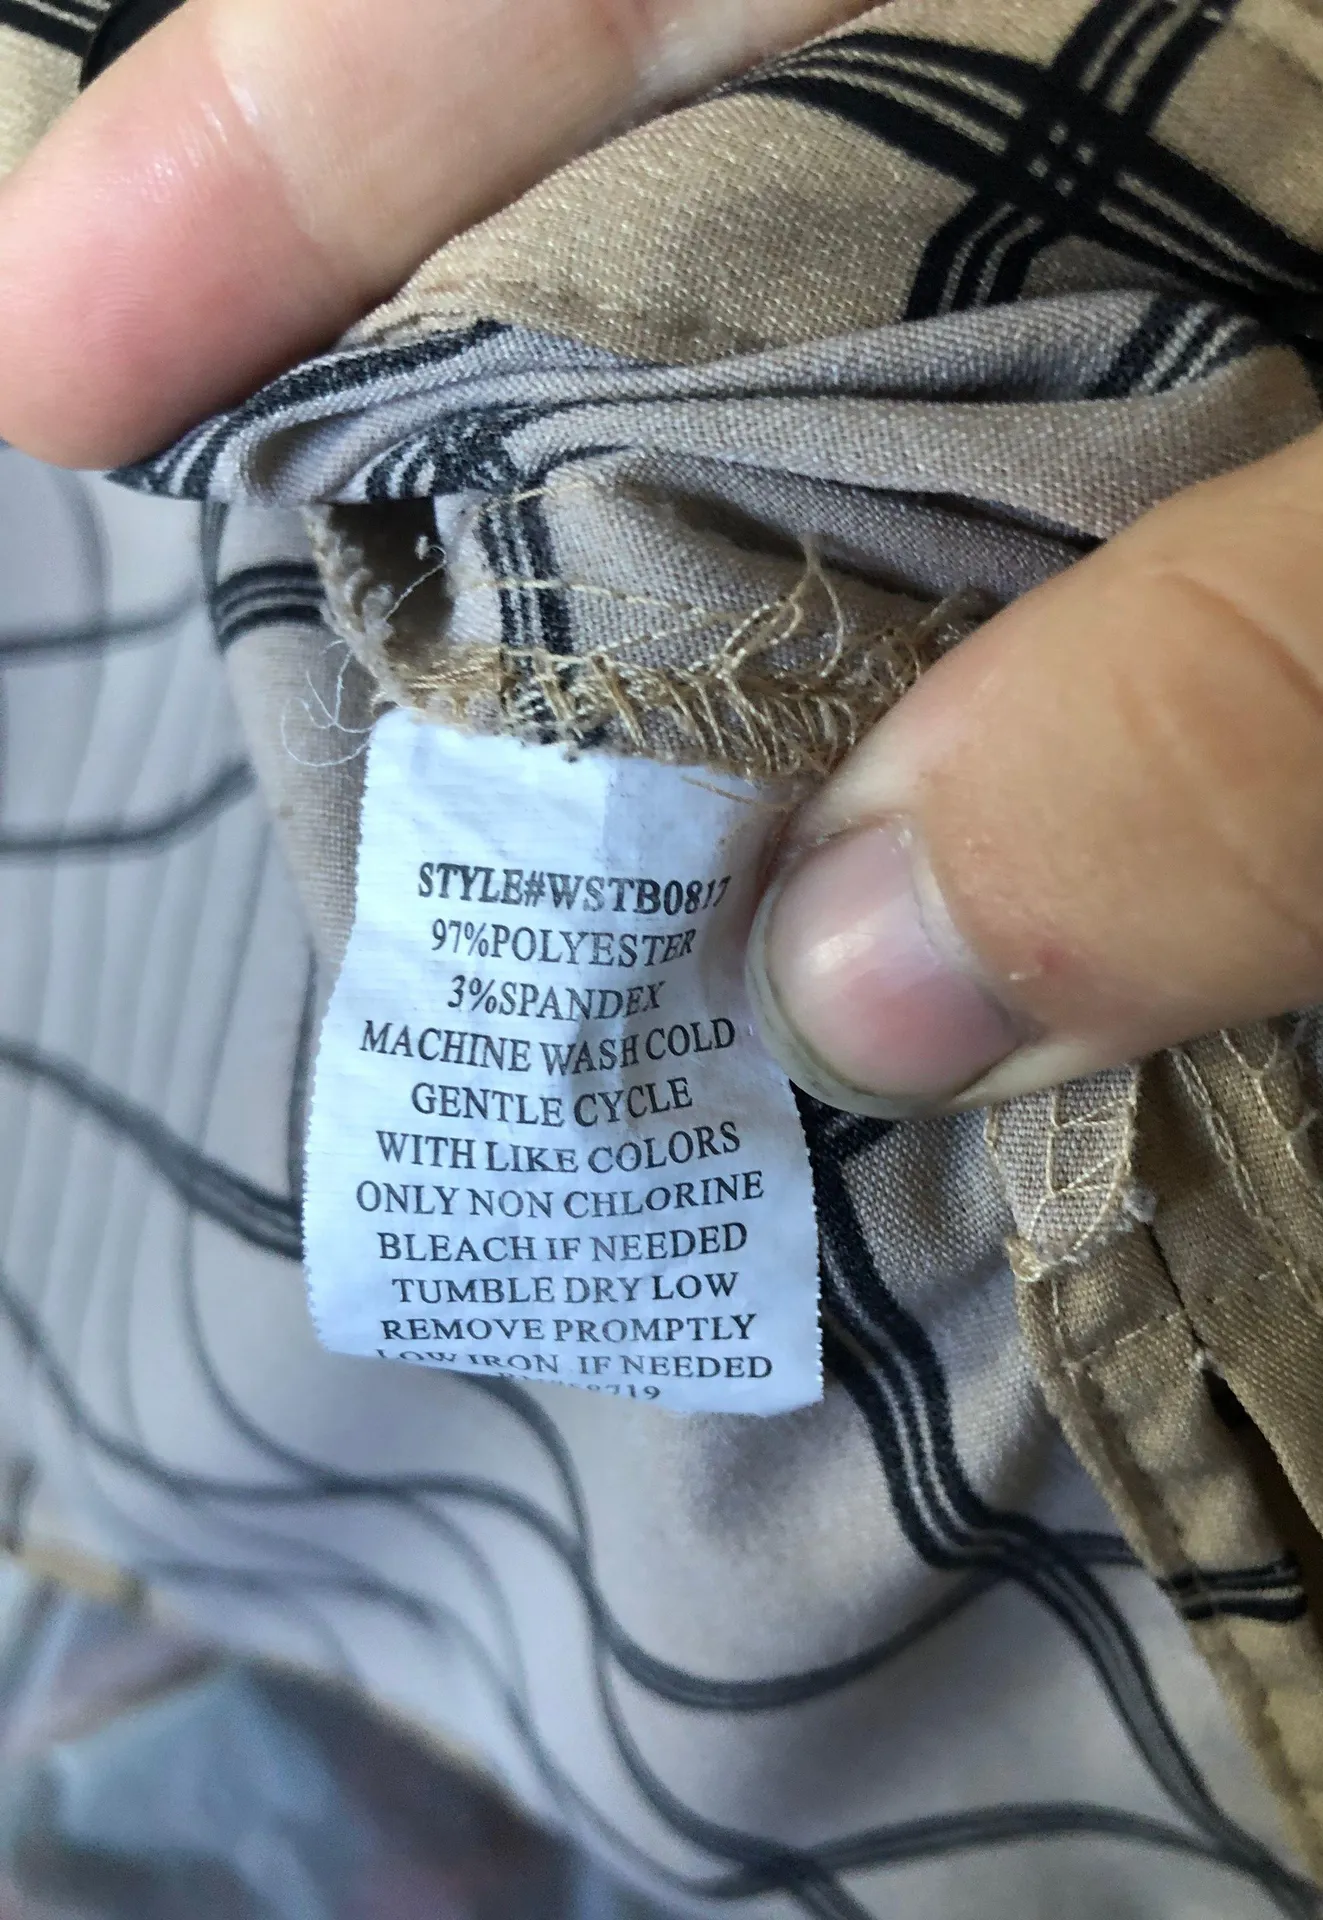 STYLE#WSTB0817
97%POLYESTER
3%SPANDEX
MACHINE WASH COLD
GENTLE CYCLE
WITH LIKE COLORS
ONLY NON CHLORINE
BLEACH IF NEEDED
TUMBLE DRY LOW
REMOVE PROMPTLY
LOW IRON IF NEEDED